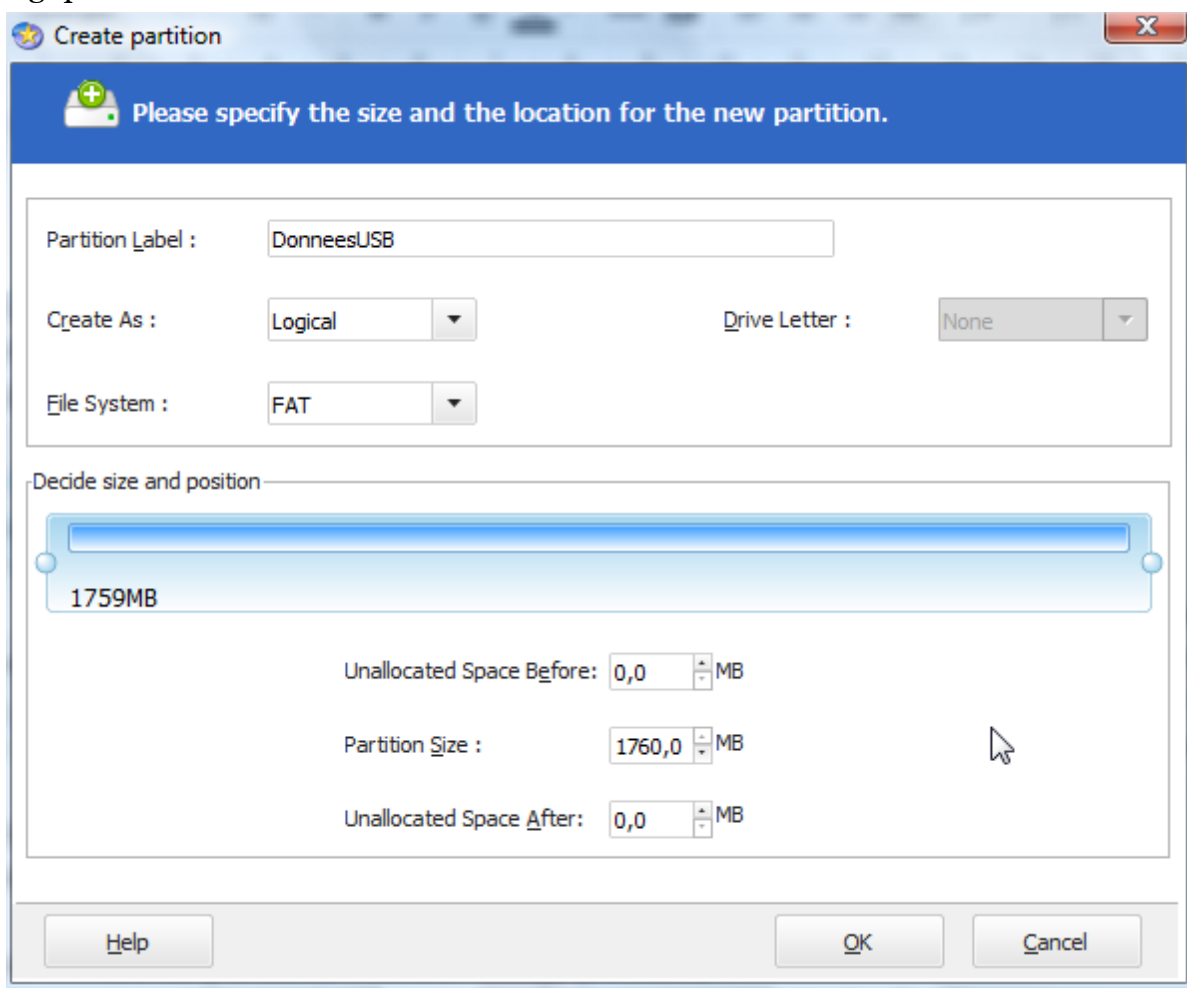 Create partition
Please specify the size and the location for the new partition.
Partition Label : DonneesUSB
Create As : Logical Drive Letter : None
File System : FAT
Decide size and position
1759MB
Unallocated Space Before: 0,0 MB
Partition Size : 1760,0 MB
Unallocated Space After: 0,0 MB
Help OK Cancel